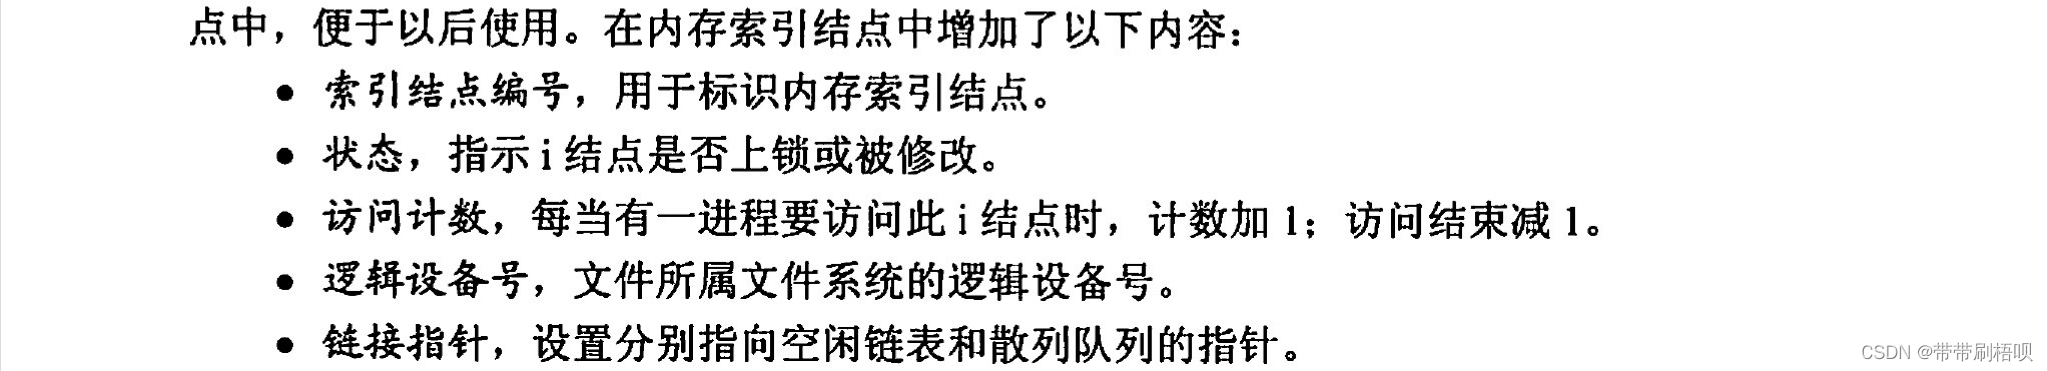 点中，便于以后使用。在内存索引结点中增加了以下内容：
● 索引结点编号，用于标识内存索引结点。
● 状态，指示 i 结点是否上锁或被修改。
● 访问计数，每当有一进程要访问此 i 结点时，计数加 1；访问结束减 1。
● 逻辑设备号，文件所属文件系统的逻辑设备号。
● 链接指针，设置分别指向空闲链表和散列队列的指针。
CSDN @带带刷梧呗